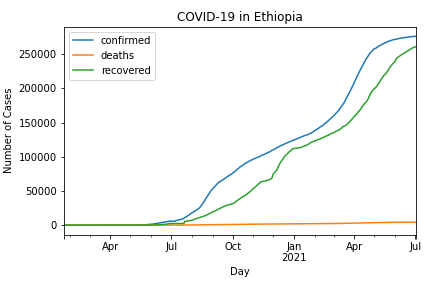 COVID-19 in Ethiopia
confirmed
deaths
recovered
Number of Cases
250000
200000
150000
100000
50000
0
Apr
Jul
Oct
Jan
2021
Apr
Jul
Day